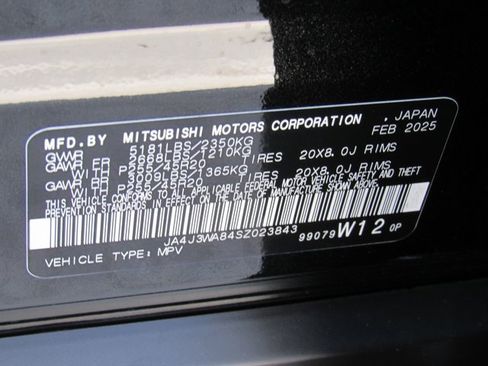 MFD.BY MITSUBISHI MOTORS CORPORATION , JAPAN
FEB 2025
GVWR 5181LBS/2350KG
GAWR FR 2668LBS/1210KG
WITH P255/45R20 TIRES 20X8.0J RIMS
GAWR RR 3009LBS/1365KG
WITH P255/45R20 TIRES 20X8.0J RIMS
THIS VEHICLE CONFORMS TO ALL APPLICABLE FEDERAL MOTOR VEHICLE SAFETY AND THEFT
PREVENTION STANDARDS IN EFFECT ON THE DATE OF MANUFACTURE SHOWN ABOVE.
JA4J3WA84SZ023843
VEHICLE TYPE: MPV 99079 W12 0P